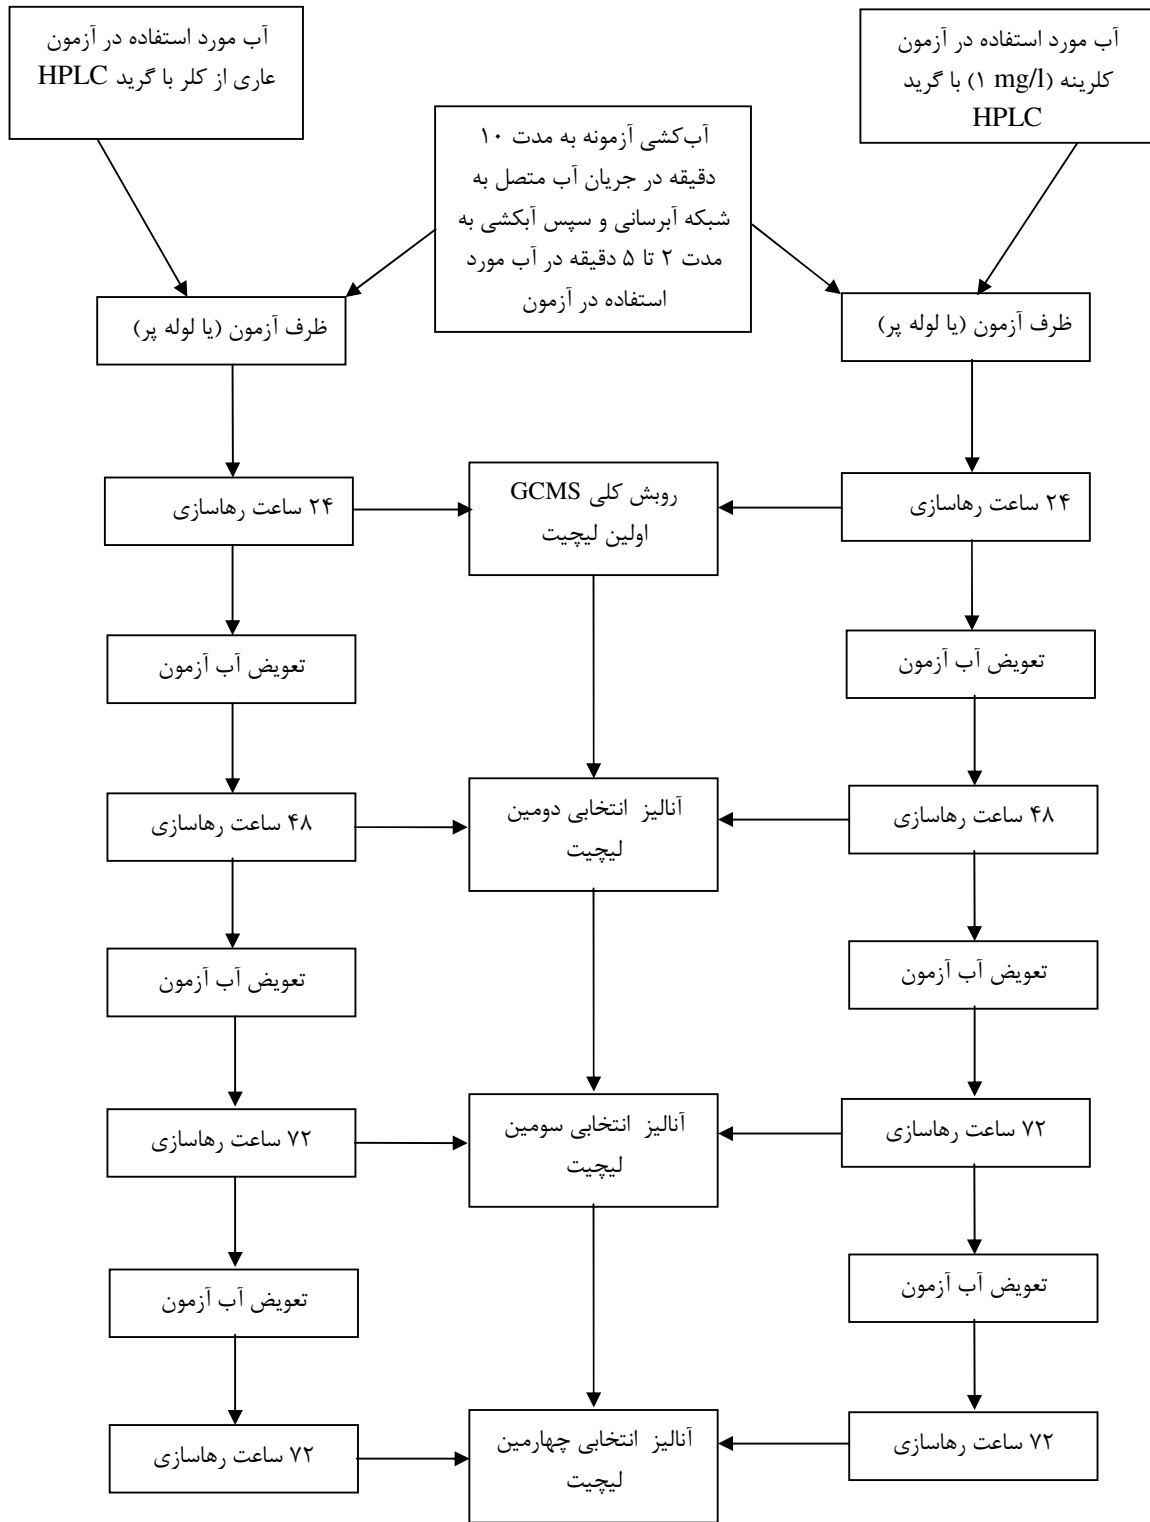 آب مورد استفاده در آزمون
کلرینه (۱ mg/l) با گرید
HPLC
آب مورد استفاده در آزمون
عاری از کلر با گرید HPLC
آب‌کشی آزمونه به مدت ۱۰
دقیقه در جریان آب متصل به
شبکه آبرسانی و سپس آبکشی به
مدت ۲ تا ۵ دقیقه در آب مورد
استفاده در آزمون
ظرف آزمون (یا لوله پر)
ظرف آزمون (یا لوله پر)
۲۴ ساعت رهاسازی
روبش کلی GCMS
اولین لیچیت
۲۴ ساعت رهاسازی
تعویض آب آزمون
تعویض آب آزمون
۴۸ ساعت رهاسازی
آنالیز انتخابی دومین
لیچیت
۴۸ ساعت رهاسازی
تعویض آب آزمون
تعویض آب آزمون
۷۲ ساعت رهاسازی
آنالیز انتخابی سومین
لیچیت
۷۲ ساعت رهاسازی
تعویض آب آزمون
تعویض آب آزمون
۷۲ ساعت رهاسازی
آنالیز انتخابی چهارمین
لیچیت
۷۲ ساعت رهاسازی